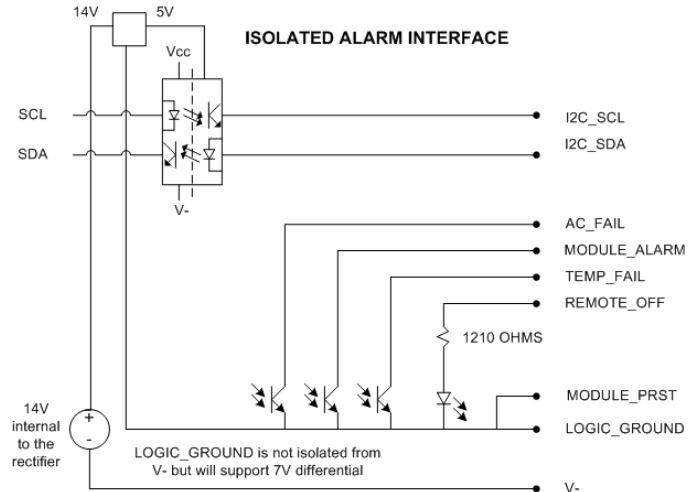 14V
5V
ISOLATED ALARM INTERFACE
Vcc
SCL
I2C_SCL
SDA
I2C_SDA
V-
AC_FAIL
MODULE_ALARM
TEMP_FAIL
REMOTE_OFF
1210 OHMS
MODULE_PRST
14V
internal
to the
rectifier
+
-
LOGIC_GROUND
LOGIC_GROUND is not isolated from
V- but will support 7V differential
V-